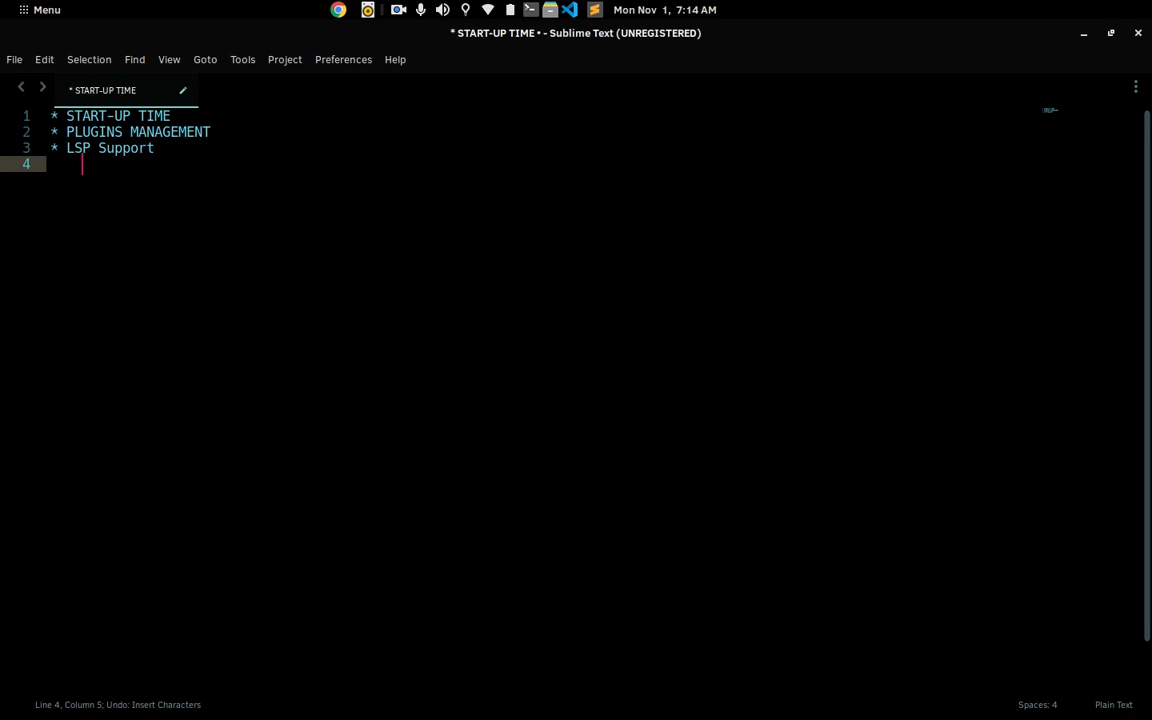 Menu
Mon Nov 1, 7:14 AM
* START-UP TIME • - Sublime Text (UNREGISTERED)
File Edit Selection Find View Goto Tools Project Preferences Help
* START-UP TIME
1 * START-UP TIME
2 * PLUGINS MANAGEMENT
3 * LSP Support
4
Line 4, Column 5; Undo: Insert Characters
Spaces: 4
Plain Text